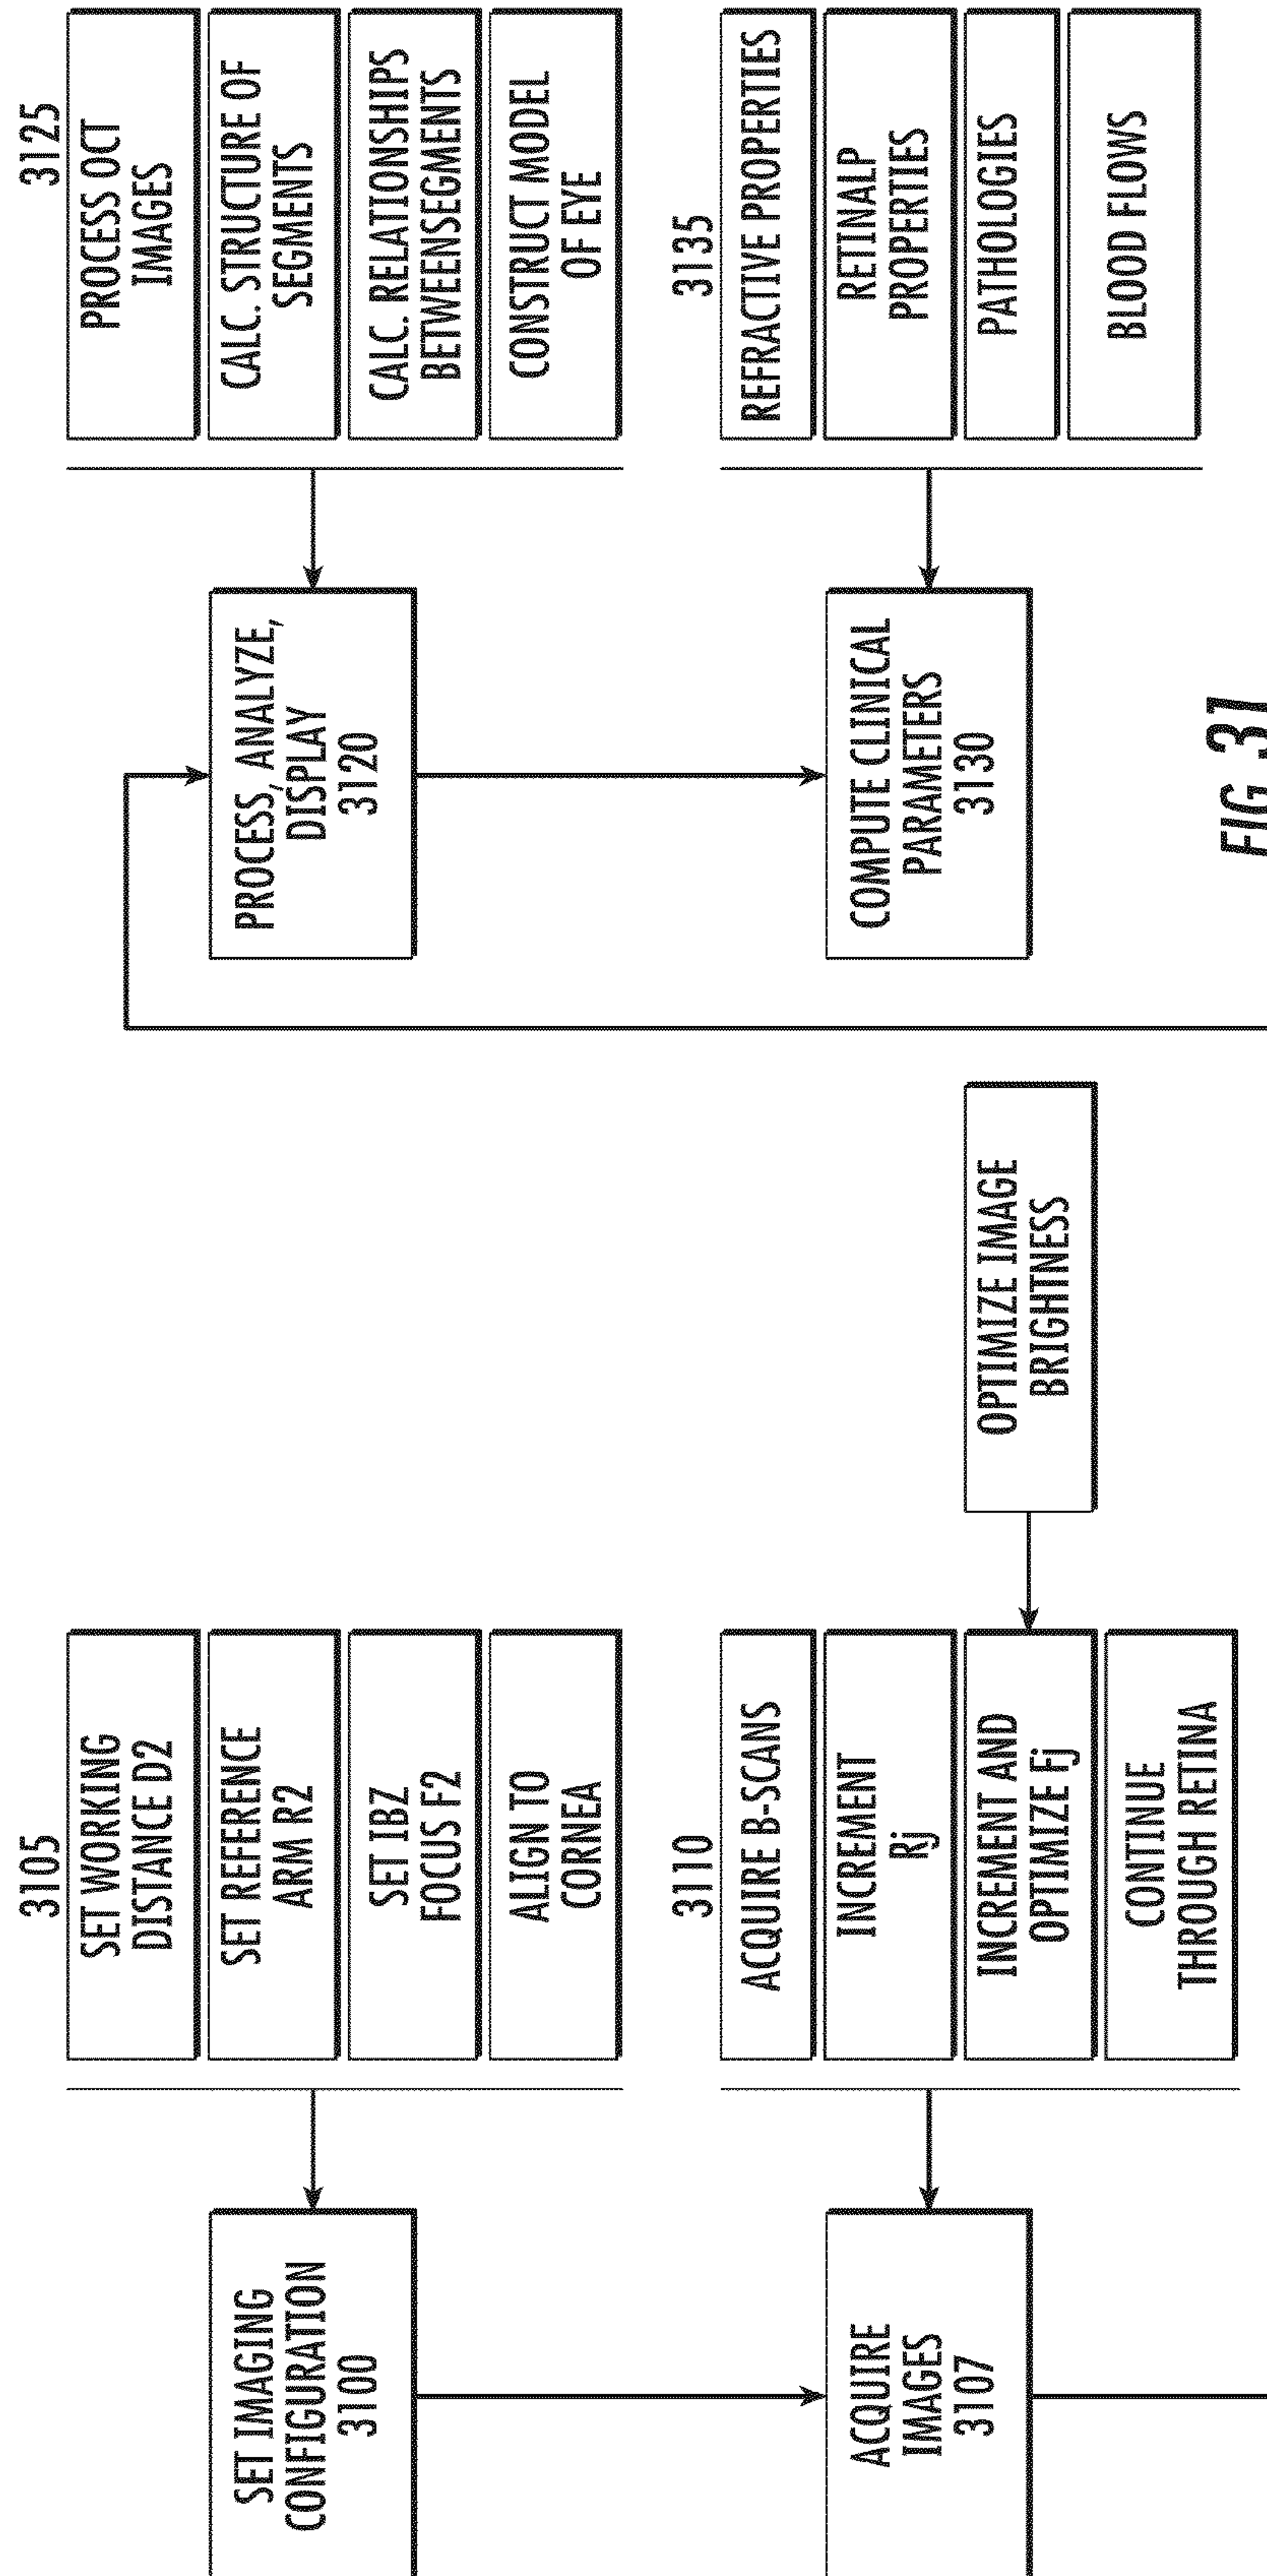 SET IMAGING
CONFIGURATION
3100
3105
SET WORKING
DISTANCE D2
SET REFERENCE
ARM R2
SET IBZ
FOCUS F2
ALIGN TO
CORNEA
ACQUIRE
IMAGES
3107
3110
ACQUIRE B-SCANS
INCREMENT
Rj
INCREMENT AND
OPTIMIZE Fj
CONTINUE
THROUGH RETINA
OPTIMIZE IMAGE
BRIGHTNESS
PROCESS, ANALYZE,
DISPLAY
3120
3125
PROCESS OCT
IMAGES
CALC. STRUCTURE OF
SEGMENTS
CALC. RELATIONSHIPS
BETWEENSEGMENTS
CONSTRUCT MODEL
OF EYE
COMPUTE CLINICAL
PARAMETERS
3130
3135
REFRACTIVE PROPERTIES
RETINALP
PROPERTIES
PATHOLOGIES
BLOOD FLOWS
FIG. 31